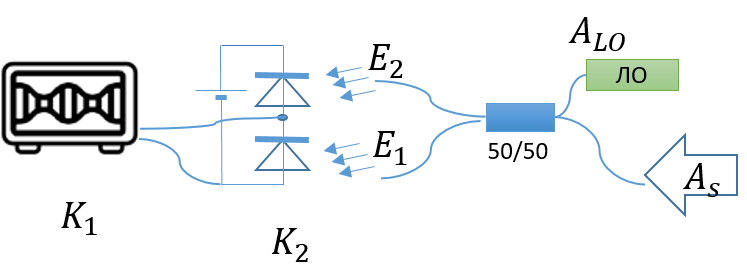 A_LO
E_2
ЛО
E_1
50/50
A_s
K_1
K_2